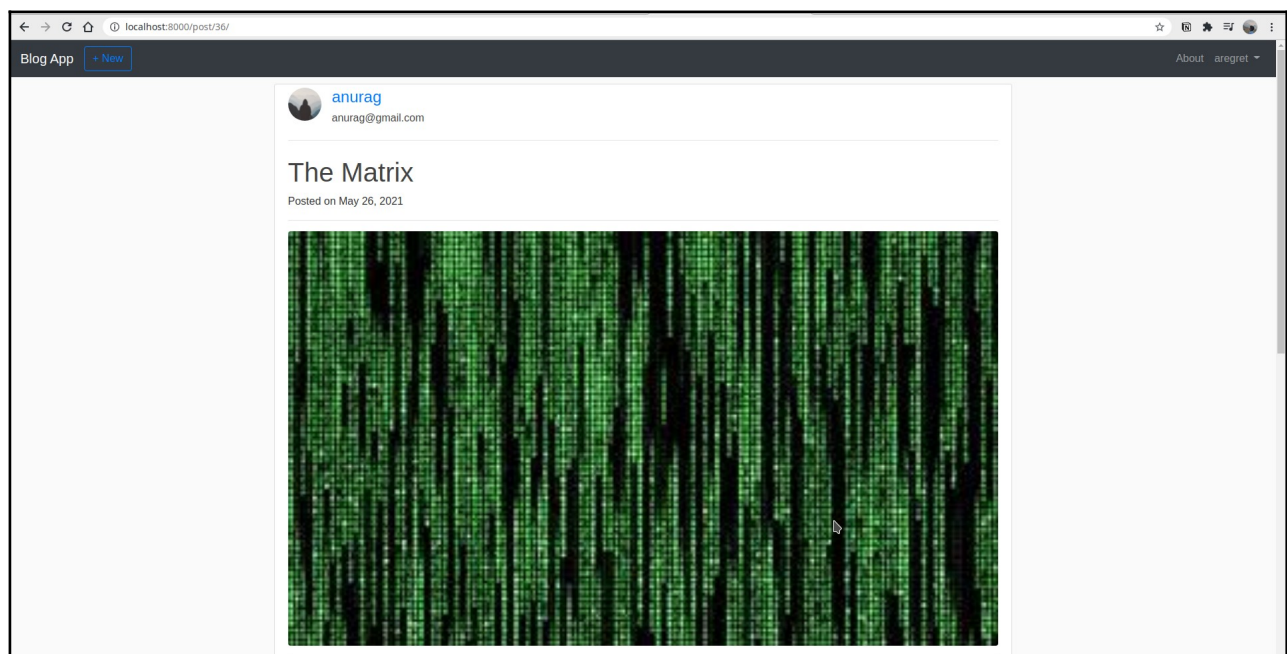 localhost:8000/post/36/
Blog App + New About aregret
anurag
anurag@gmail.com
The Matrix
Posted on May 26, 2021